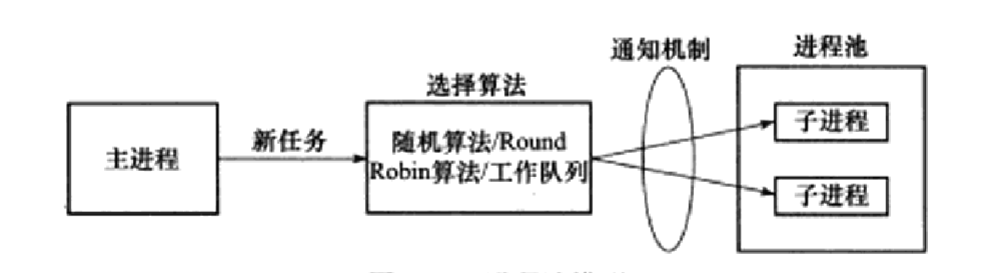 通知机制
进程池
选择算法
主进程
新任务
随机算法/Round
Robin算法/工作队列
子进程
子进程